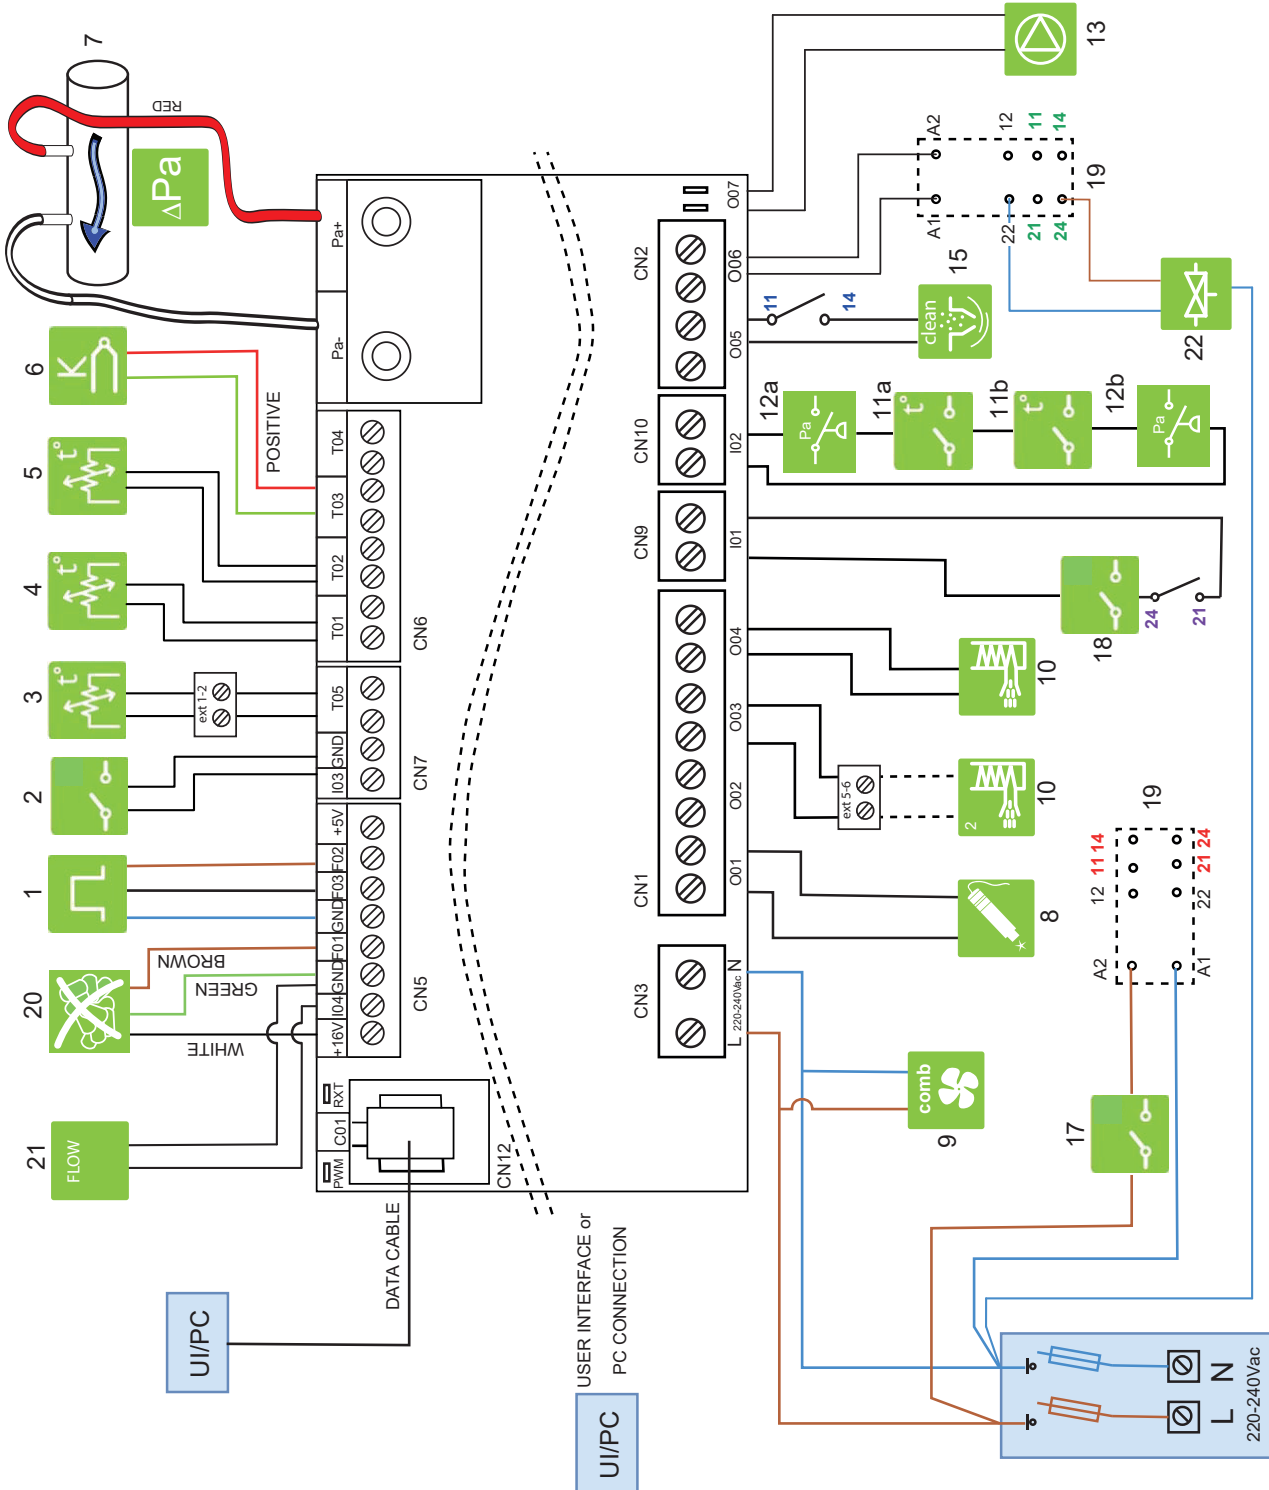 7
RED
ΔPa
6
K
POSITIVE
5
t°
4
t°
3
t°
ext 1-2
2
1
20
BROWN
GREEN
WHITE
21
FLOW
Pa+
Pa-
T04
T03
T02
T01
CN6
T05
GND
I03
CN7
+5V
F02
F03
GND
F01
GND
I04
+16V
CN5
RXT
C01
PWM
CN12
DATA CABLE
UI/PC
USER INTERFACE or
PC CONNECTION
UI/PC
CN2
O07
O06
O05
CN10
I02
CN9
I01
CN1
O04
O03
O02
O01
CN3
N
220-240Vac
L
13
A2
A1
12
11
14
22
21
24
19
15
clean
11
14
22
12a
Pa
11a
t°
11b
t°
12b
Pa
18
24
21
10
10
2
ext 5-6
8
19
14
11
12
24
21
22
A2
A1
comb
9
17
N
L
220-240Vac